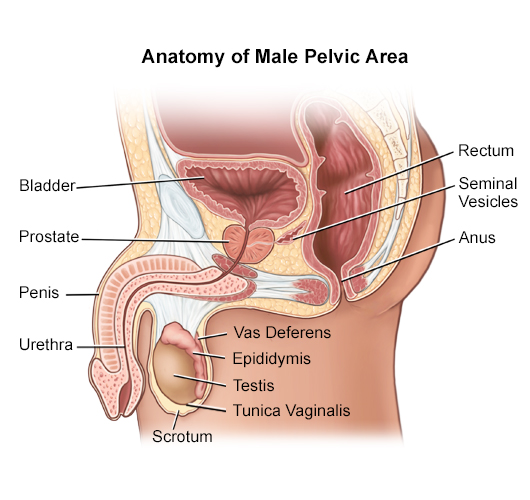 Anatomy of Male Pelvic Area
Bladder
Prostate
Penis
Urethra
Rectum
Seminal
Vesicles
Anus
Vas Deferens
Epididymis
Testis
Tunica Vaginalis
Scrotum